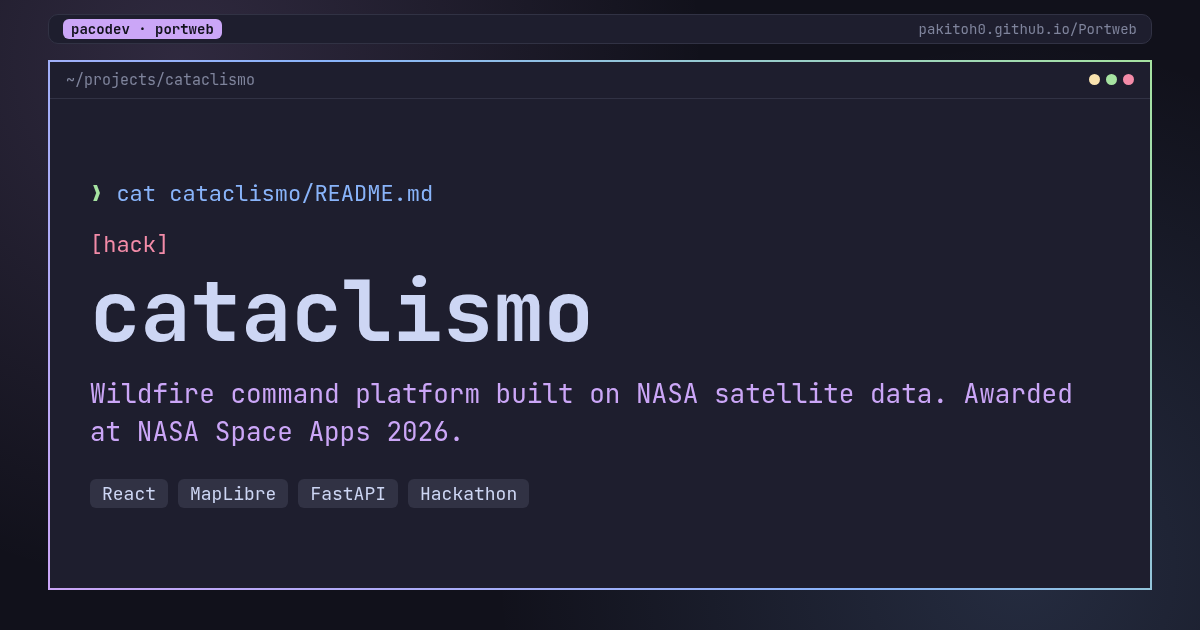 pacodev · portweb
pakitoh0.github.io/Portweb
~/projects/cataclismo
❱ cat cataclismo/README.md
[hack]
cataclismo
Wildfire command platform built on NASA satellite data. Awarded
at NASA Space Apps 2026.
React MapLibre FastAPI Hackathon